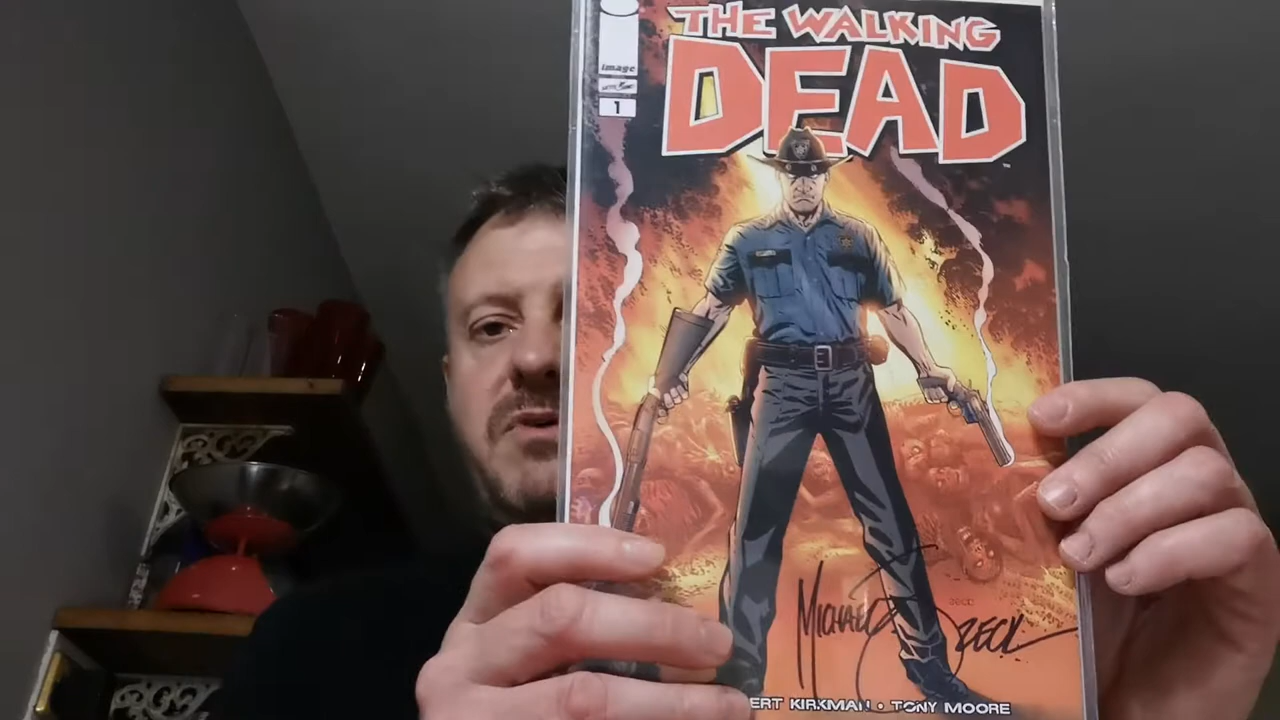 THE WALKING
DEAD
image
1
MICHAEL ZECK
ERT KIRKMAN • TONY MOORE